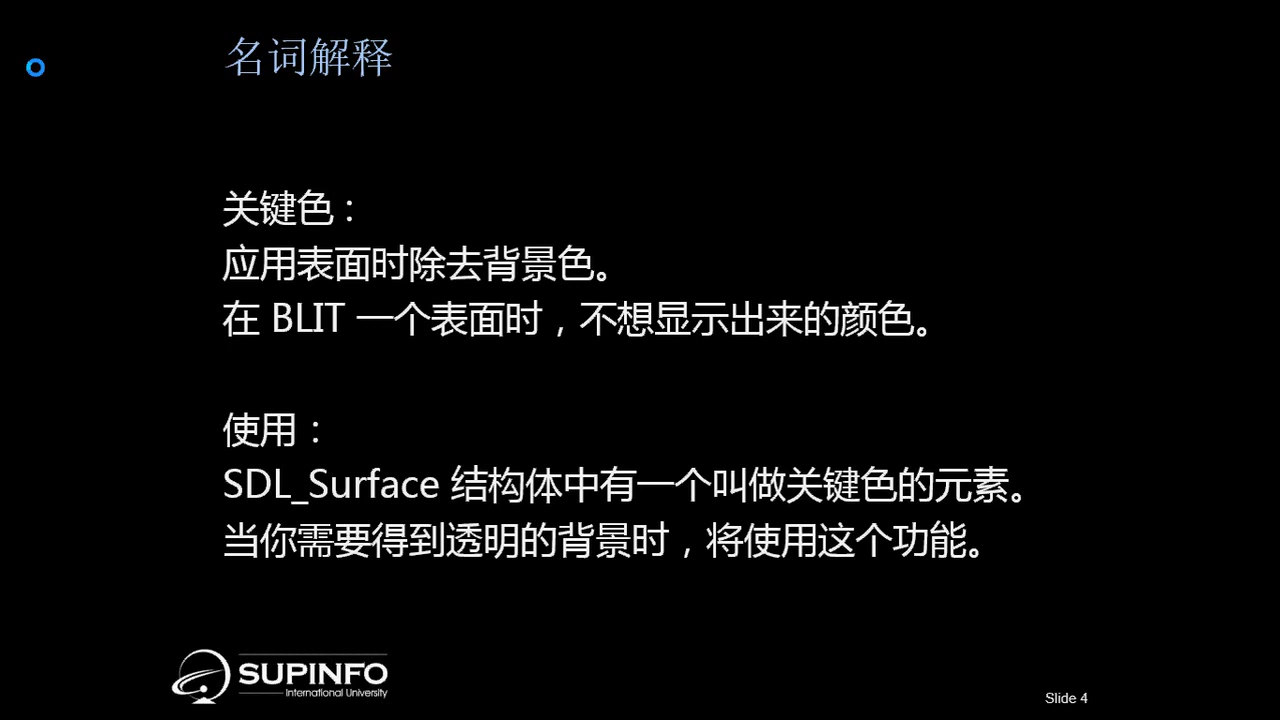 名词解释
关键色：
应用表面时除去背景色。
在 BLIT 一个表面时，不想显示出来的颜色。
使用：
SDL_Surface 结构体中有一个叫做关键色的元素。
当你需要得到透明的背景时，将使用这个功能。
SUPINFO
International University
Slide 4